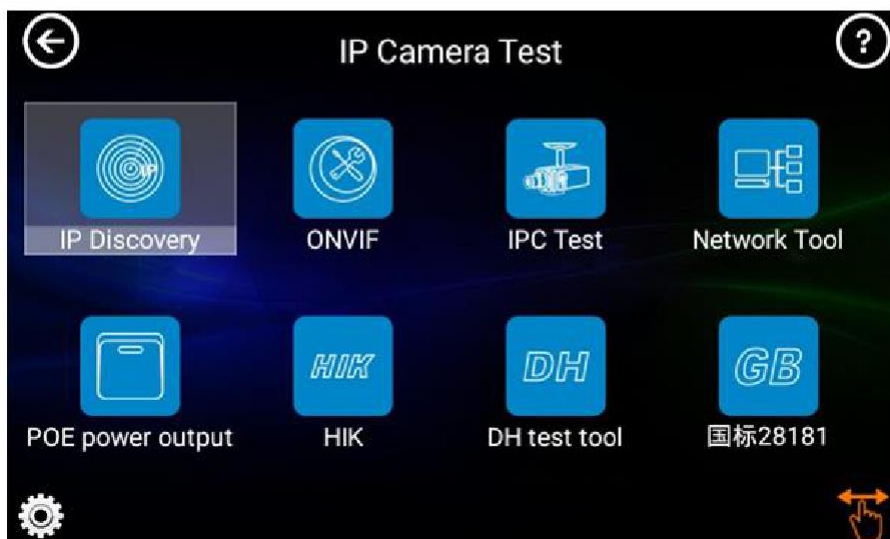 IP Camera Test
?
IP
IP Discovery
ONVIF
IPC Test
Network Tool
HIK
DH
GB
POE power output
HIK
DH test tool
国标28181